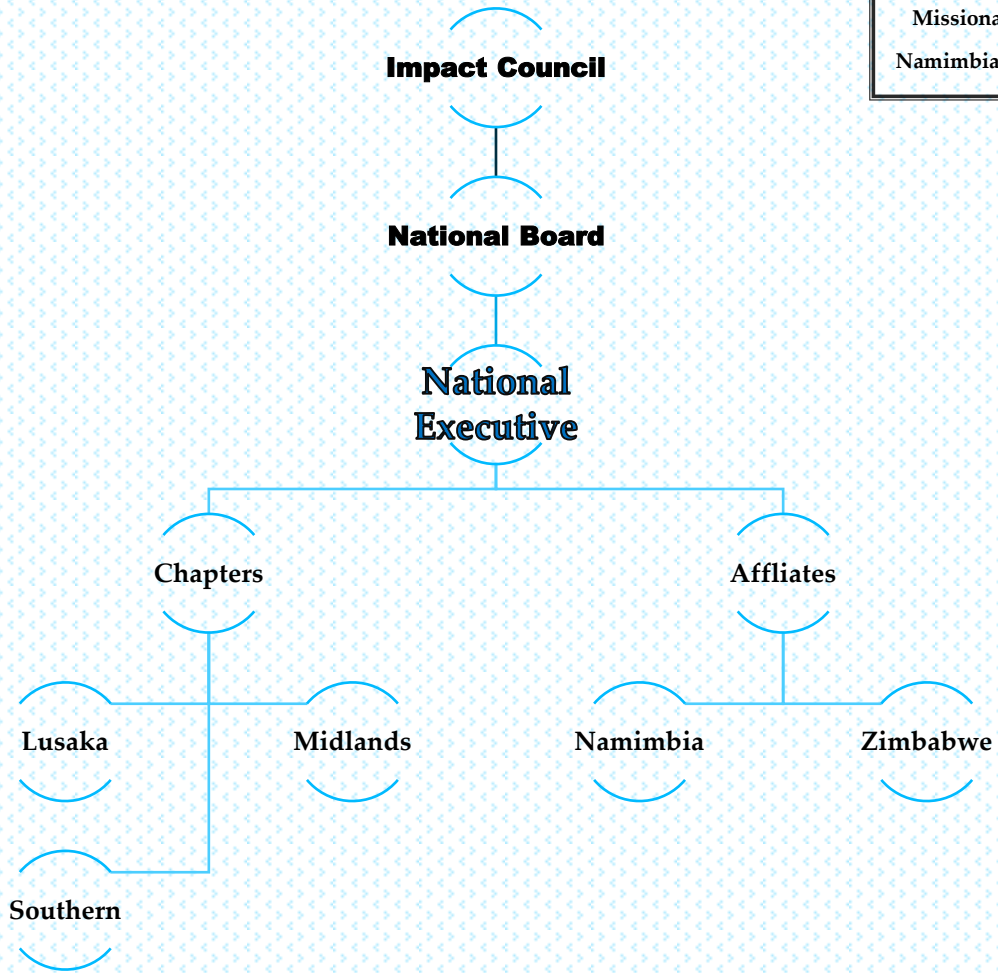 Missiona
Namimbia
Impact Council
National Board
National
Executive
Chapters
Affliates
Lusaka
Midlands
Namimbia
Zimbabwe
Southern